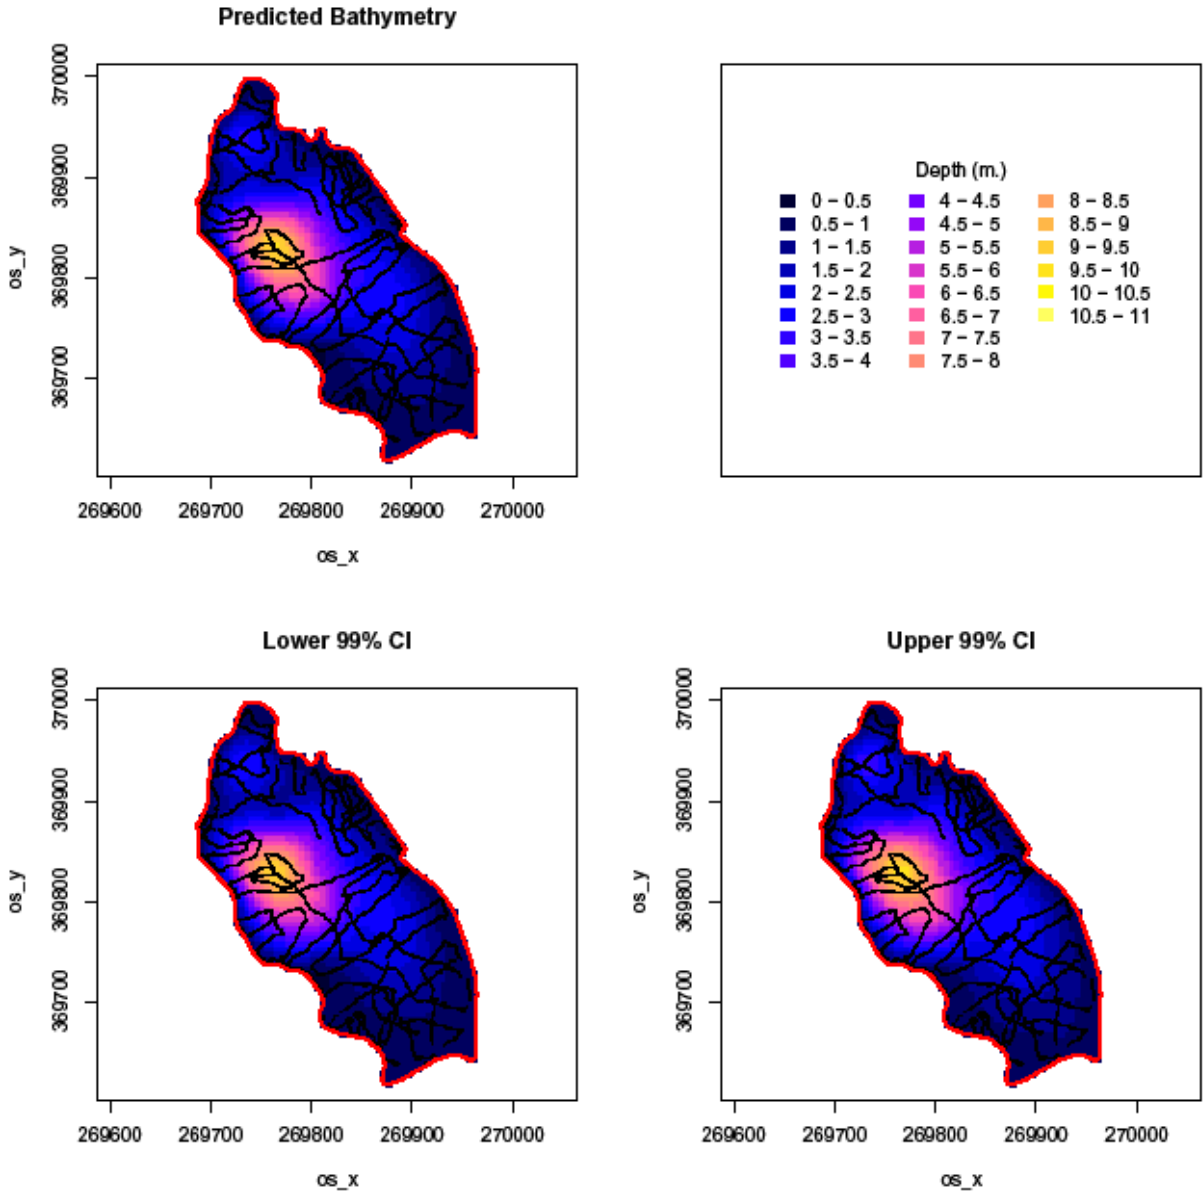 Predicted Bathymetry
370000
369900
369800
369700
os_y
269600 269700 269800 269900 270000
os_x
Depth (m.)
0 – 0.5
0.5 – 1
1 – 1.5
1.5 – 2
2 – 2.5
2.5 – 3
3 – 3.5
3.5 – 4
4 – 4.5
4.5 – 5
5 – 5.5
5.5 – 6
6 – 6.5
6.5 – 7
7 – 7.5
7.5 – 8
8 – 8.5
8.5 – 9
9 – 9.5
9.5 – 10
10 – 10.5
10.5 – 11
Lower 99% CI
370000
369900
369800
369700
os_y
269600 269700 269800 269900 270000
os_x
Upper 99% CI
370000
369900
369800
369700
os_y
269600 269700 269800 269900 270000
os_x